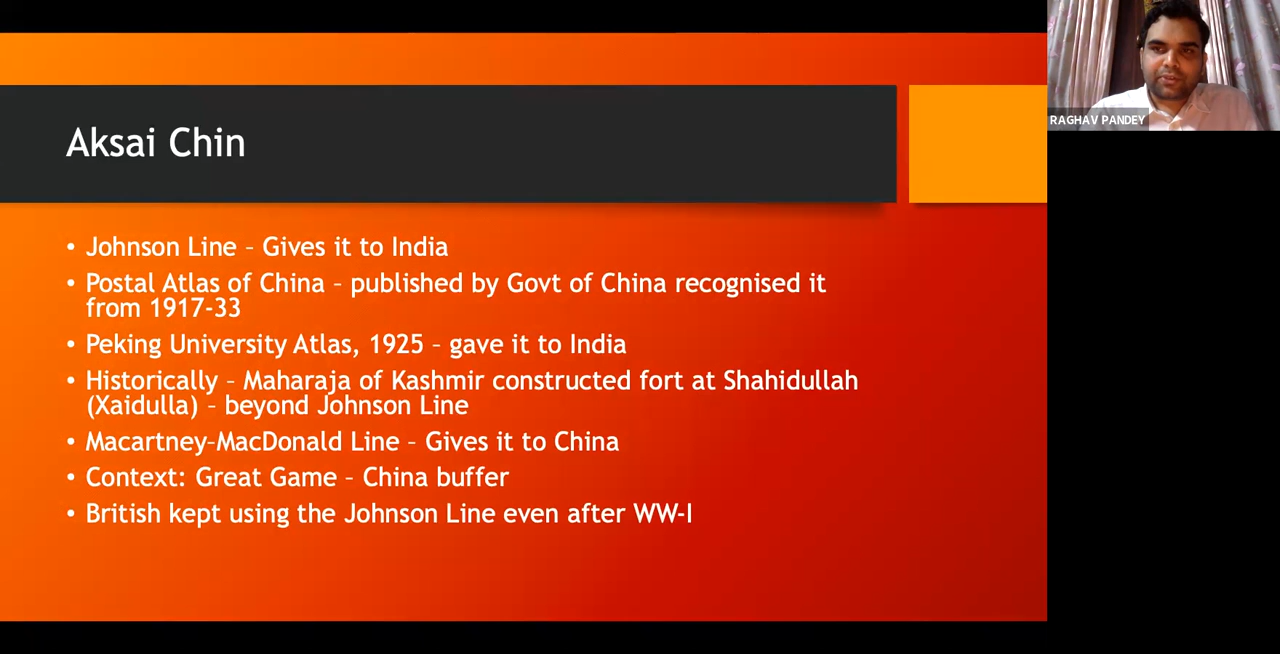 Aksai Chin
• Johnson Line – Gives it to India
• Postal Atlas of China – published by Govt of China recognised it
from 1917-33
• Peking University Atlas, 1925 – gave it to India
• Historically – Maharaja of Kashmir constructed fort at Shahidullah
(Xaidulla) – beyond Johnson Line
• Macartney–MacDonald Line – Gives it to China
• Context: Great Game – China buffer
• British kept using the Johnson Line even after WW-I
RAGHAV PANDEY